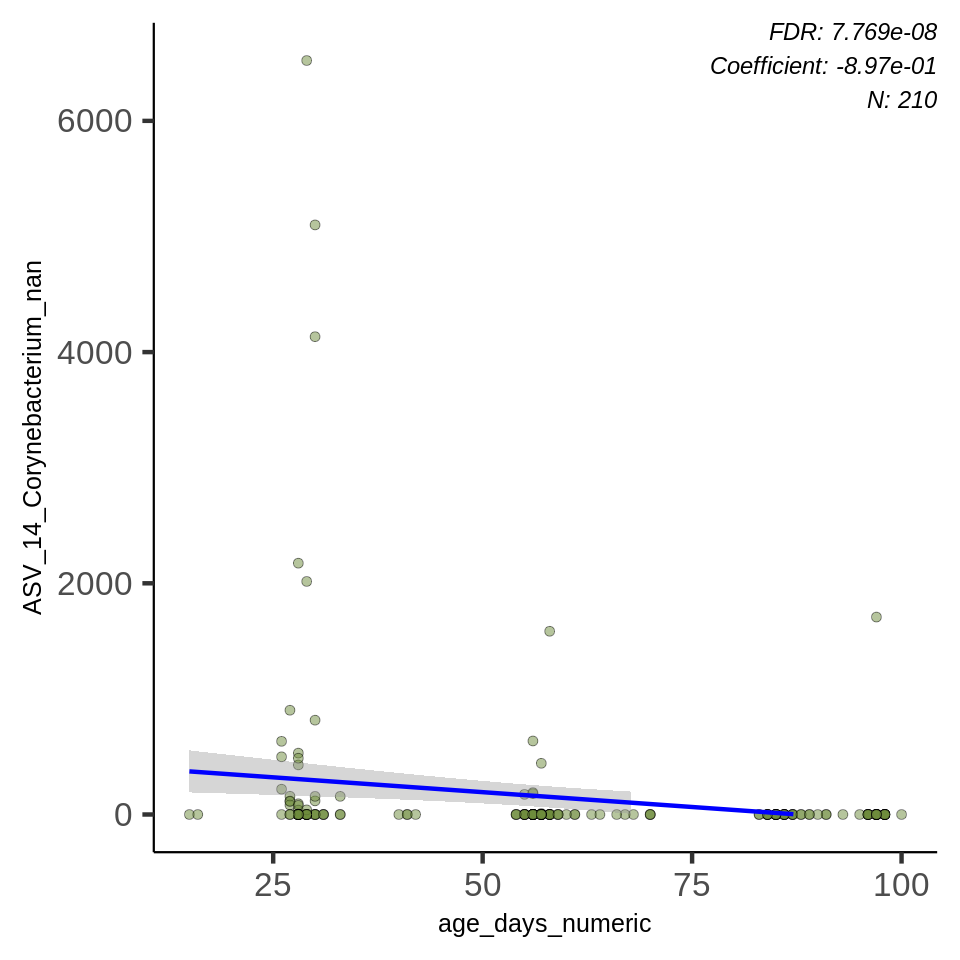 FDR: 7.769e-08
Coefficient: -8.97e-01
N: 210
6000
4000
2000
0
ASV_14_Corynebacterium_nan
25 50 75 100
age_days_numeric